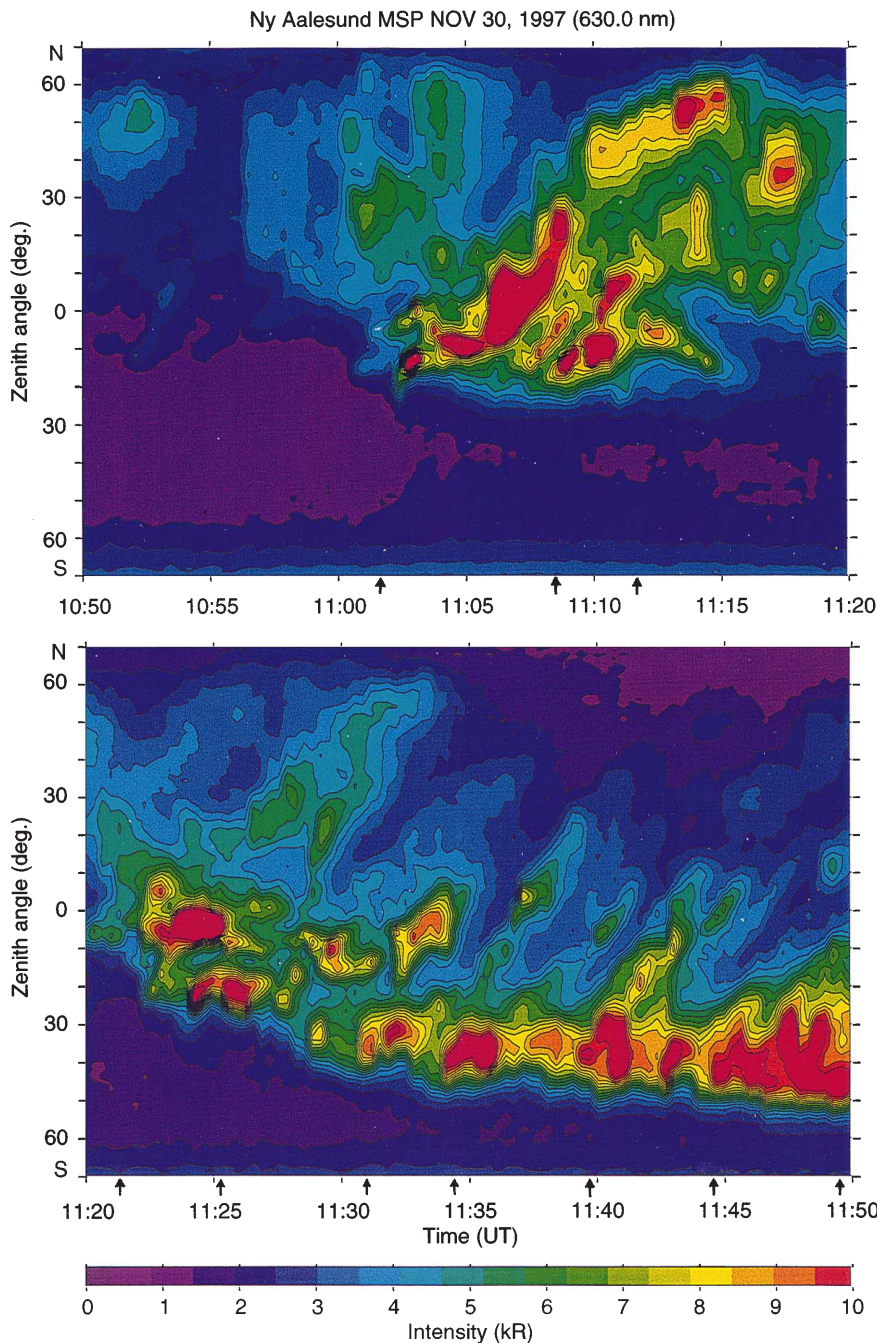 Ny Aalesund MSP NOV 30, 1997 (630.0 nm)
N
60
30
0
30
60
S
Zenith angle (deg.)
10:50 10:55 11:00 11:05 11:10 11:15 11:20
N
60
30
0
30
60
S
Zenith angle (deg.)
11:20 11:25 11:30 11:35 11:40 11:45 11:50
Time (UT)
0 1 2 3 4 5 6 7 8 9 10
Intensity (kR)